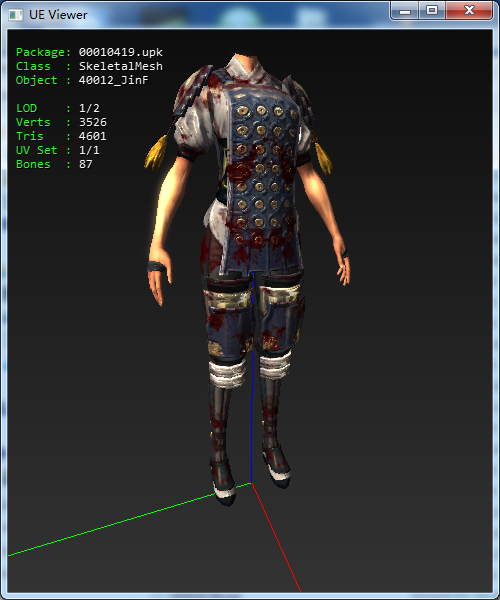 UE Viewer
Package: 00010419.upk
Class : SkeletalMesh
Object : 40012_JinF
LOD : 1/2
Verts : 3526
Tris : 4601
UV Set : 1/1
Bones : 87